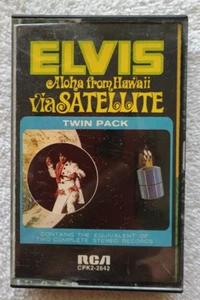 ELVIS
Aloha from Hawaii
via SATELLITE
TWIN PACK
CONTAINS THE EQUIVALENT OF
TWO COMPLETE STEREO RECORDS
RCA
CPK2-2642